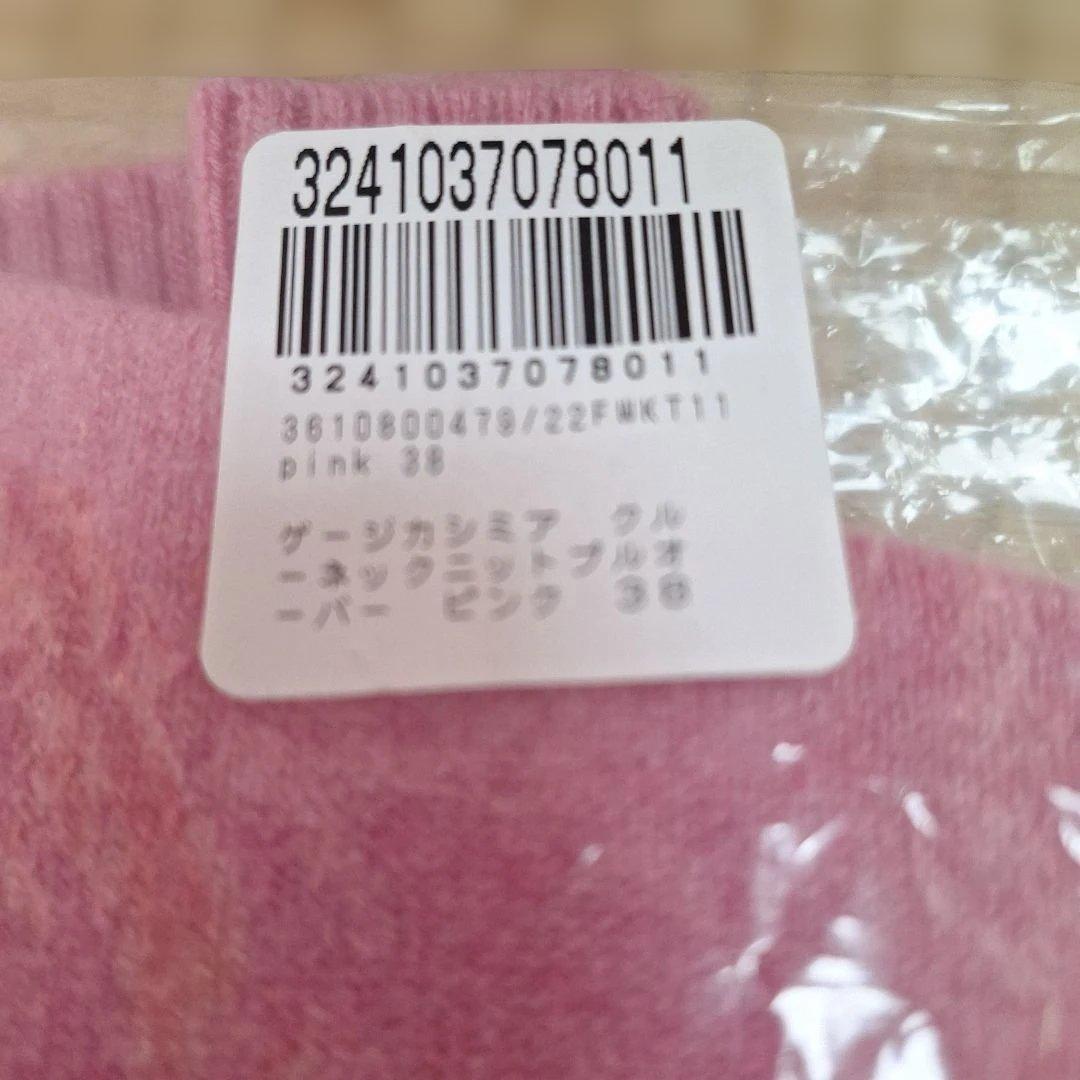 3241037078011
3241037078011
3610800479/22FWKT11
pink 38
ゲージカシミア　クル
ーネックニットプルオ
ーバー　ピンク　38